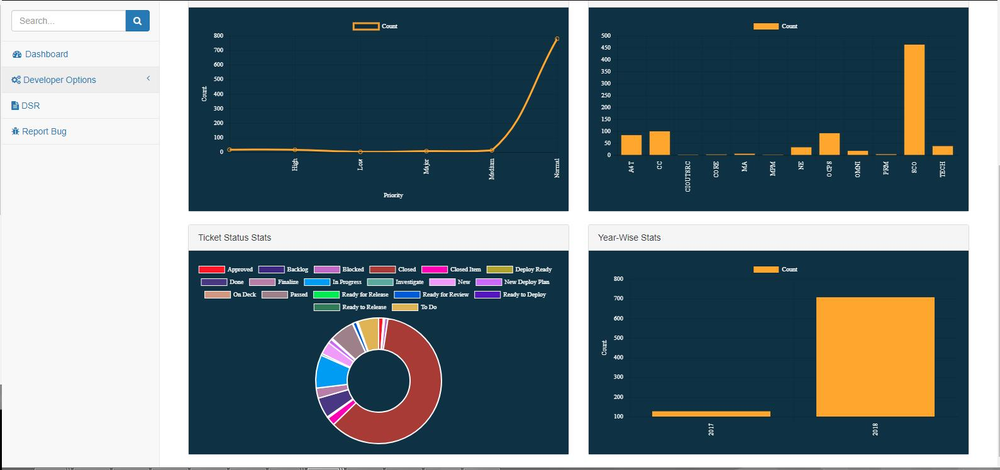 Search...
Dashboard
Developer Options
DSR
Report Bug
Count
800
700
600
500
400
300
200
100
0
Count
High
Low
Major
Medium
Normal
Priority
Count
500
450
400
350
300
250
200
150
100
50
0
A4T
CC
CIOUTSRC
CORE
MA
MPM
NE
OCPS
OMNI
PRM
SCO
TECH
Ticket Status Stats
Approved Backlog Blocked Closed Closed Item Deploy Ready
Done Finalize In Progress Investigate New New Deploy Plan
On Deck Passed Ready for Release Ready for Review Ready to Deploy
Ready to Release To Do
Year-Wise Stats
Count
800
700
600
500
400
300
200
100
Count
2017
2018